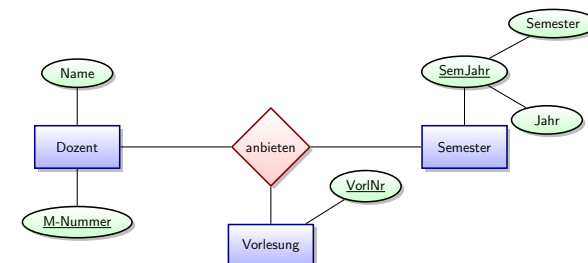 Semester
Name
SemJahr
Jahr
Dozent
anbieten
Semester
VorlNr
M-Nummer
Vorlesung